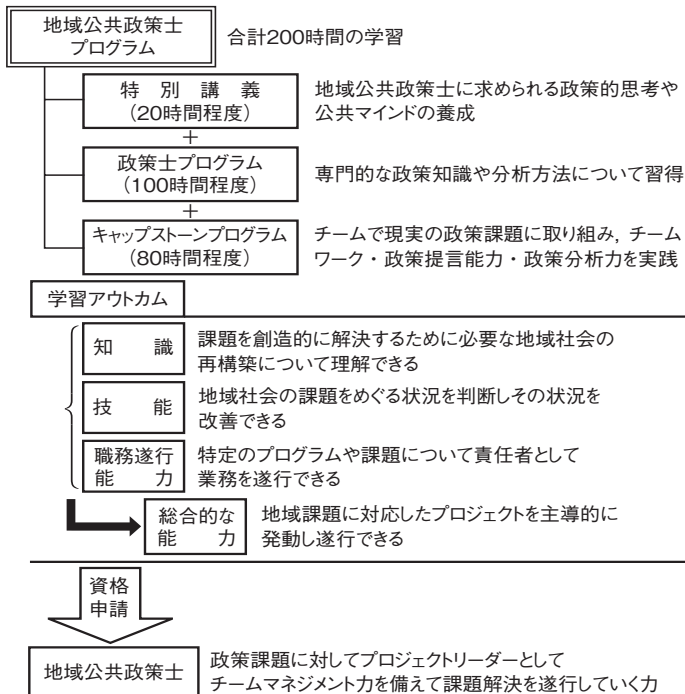 地域公共政策士
プログラム
合計200時間の学習
特別講義
(20時間程度)
地域公共政策士に求められる政策的思考や
公共マインドの養成
+
政策士プログラム
(100時間程度)
専門的な政策知識や分析方法について習得
+
キャップストーンプログラム
(80時間程度)
チームで現実の政策課題に取り組み,チーム
ワーク・政策提言能力・政策分析力を実践
学習アウトカム
知識
課題を創造的に解決するために必要な地域社会の
再構築について理解できる
技能
地域社会の課題をめぐる状況を判断しその状況を
改善できる
職務遂行
能力
特定のプログラムや課題について責任者として
業務を遂行できる
総合的な
能力
地域課題に対応したプロジェクトを主導的に
発動し遂行できる
資格
申請
地域公共政策士
政策課題に対してプロジェクトリーダーとして
チームマネジメント力を備えて課題解決を遂行していく力